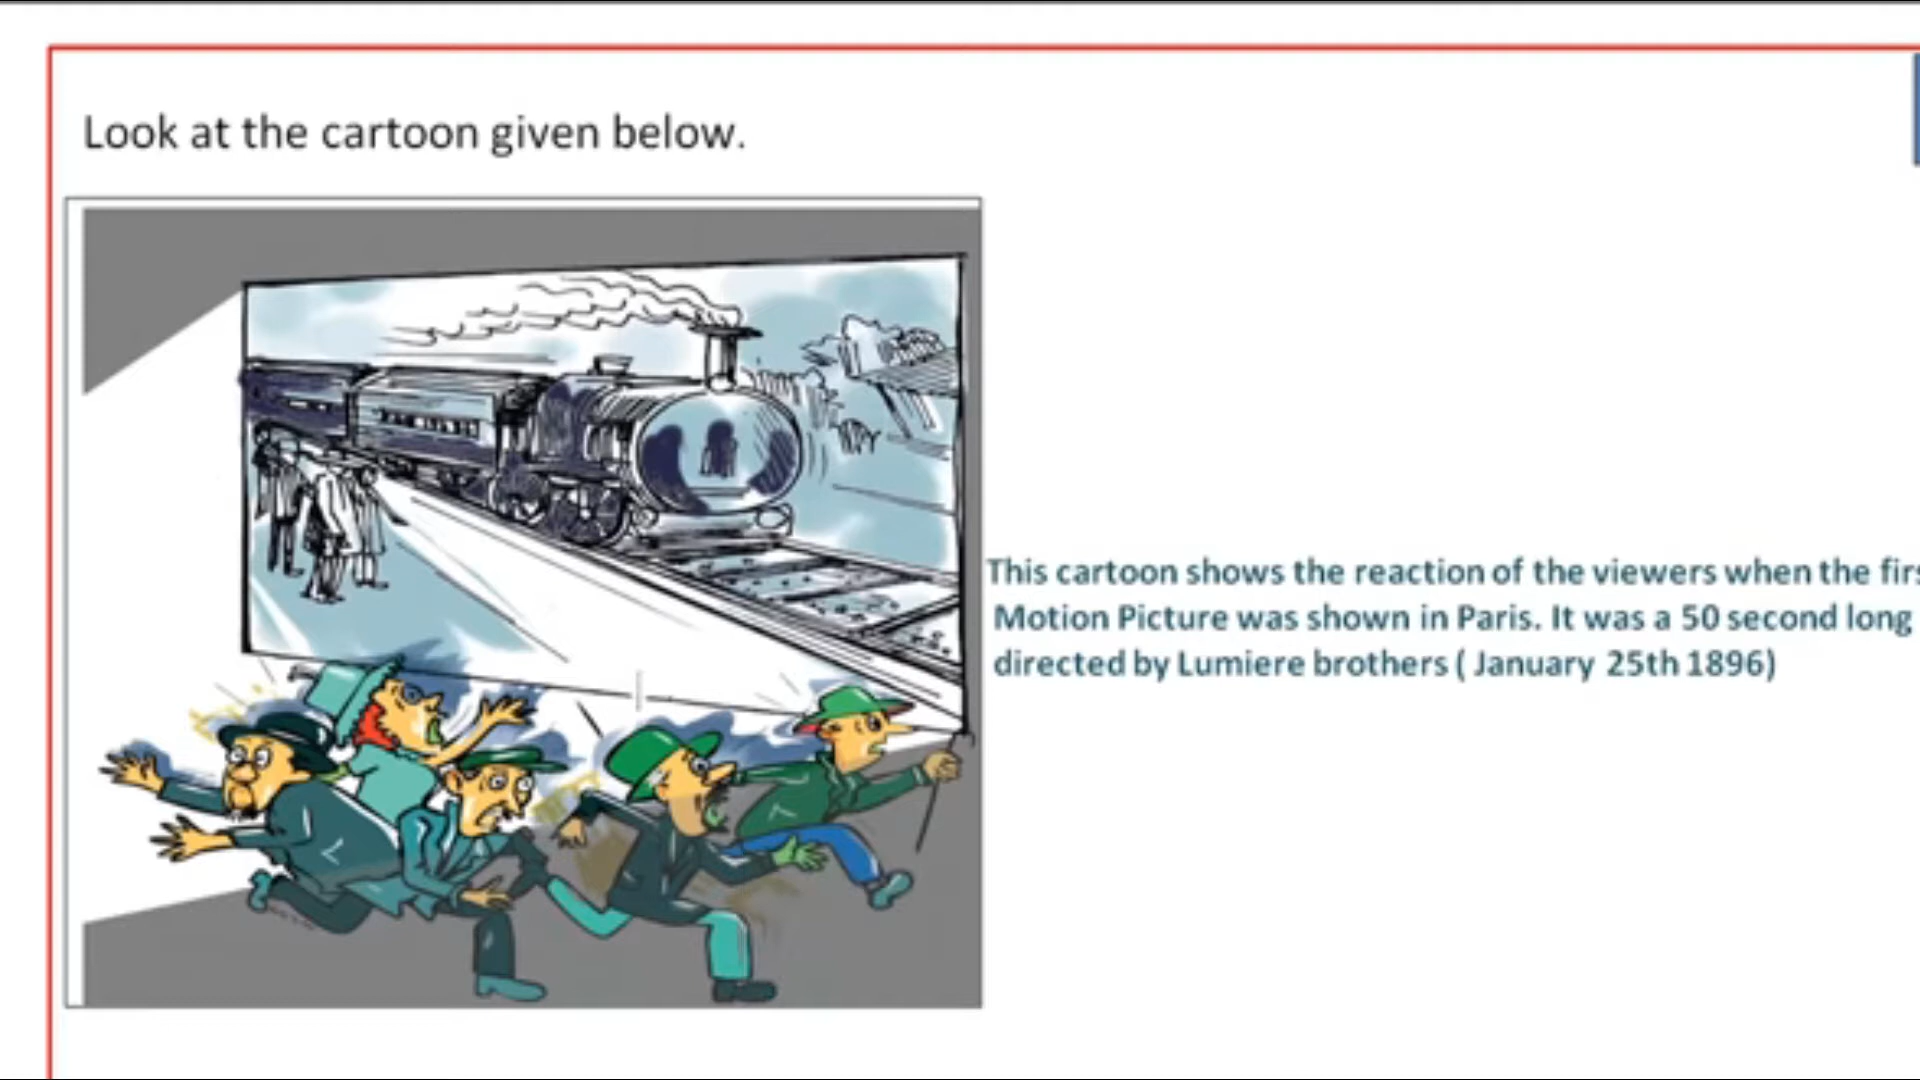 Look at the cartoon given below.
This cartoon shows the reaction of the viewers when the
Motion Picture was shown in Paris. It was a 50 second long
directed by Lumiere brothers ( January 25th 1896)